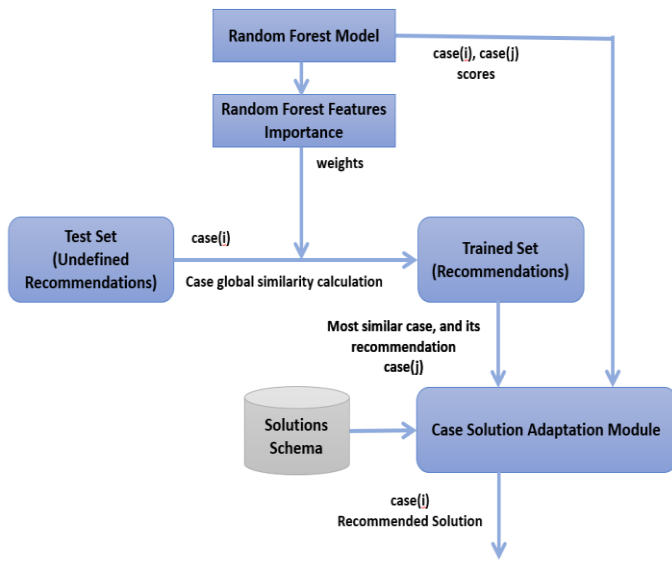 Random Forest Model
case(i), case(j)
scores
Random Forest Features
Importance
weights
Test Set
(Undefined
Recommendations)
case(i)
Case global similarity calculation
Trained Set
(Recommendations)
Most similar case, and its
recommendation
case(j)
Solutions
Schema
Case Solution Adaptation Module
case(i)
Recommended Solution